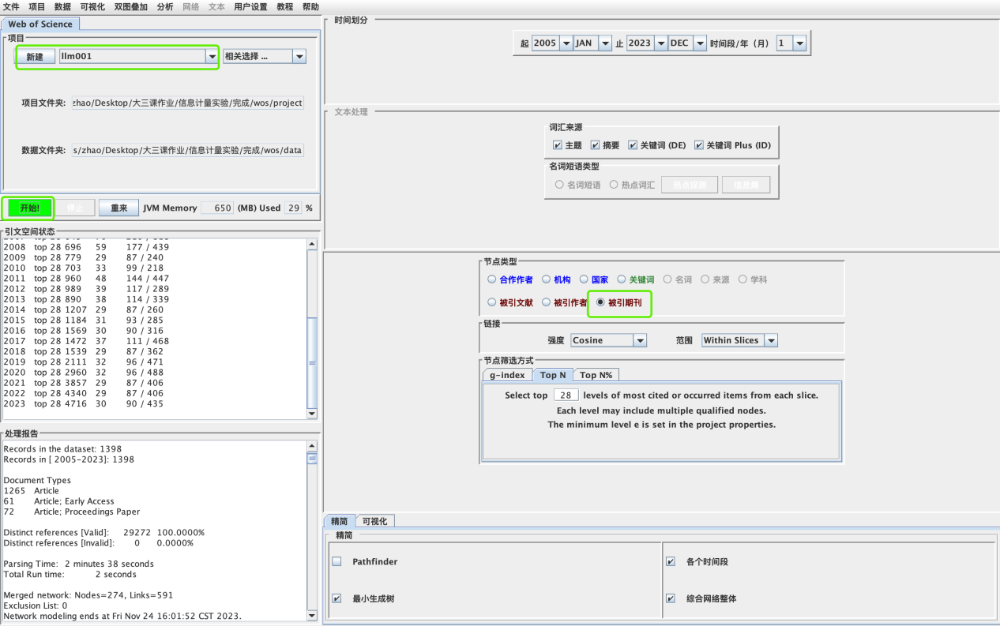 文件 项目 数据 可视化 双图叠加 分析 网络 文本 用户设置 教程 帮助
Web of Science
项目
新建 llm001 相关选择 ...
项目文件夹: zhao/Desktop/大三课作业/信息计量实验/完成/wos/project
数据文件夹: s/zhao/Desktop/大三课作业/信息计量实验/完成/wos/data
开始! 停止 重来 JVM Memory 650 (MB) Used 29 %
引文空间状态
2008 top 28 696 59 177 / 439
2009 top 28 779 29 87 / 240
2010 top 28 703 33 99 / 218
2011 top 28 960 48 144 / 447
2012 top 28 989 39 117 / 289
2013 top 28 890 38 114 / 339
2014 top 28 1207 29 87 / 260
2015 top 28 1184 31 93 / 285
2016 top 28 1569 30 90 / 316
2017 top 28 1472 37 111 / 468
2018 top 28 1539 29 87 / 362
2019 top 28 2111 32 96 / 471
2020 top 28 2960 32 96 / 488
2021 top 28 3857 29 87 / 406
2022 top 28 4340 29 87 / 406
2023 top 28 4716 30 90 / 435
处理报告
Records in the dataset: 1398
Records in [ 2005-2023]: 1398
Document Types
1265 Article
61 Article; Early Access
72 Article; Proceedings Paper
Distinct references [Valid]: 29272 100.0000%
Distinct references [Invalid]: 0 0.0000%
Parsing Time: 2 minutes 38 seconds
Total Run time: 2 seconds
Merged network: Nodes=274, Links=591
Exclusion List: 0
Network modeling ends at Fri Nov 24 16:01:52 CST 2023.
时间划分
起 2005 JAN 止 2023 DEC 时间段/年（月） 1
文本处理
词汇来源
主题 摘要 关键词 (DE) 关键词 Plus (ID)
名词短语类型
名词短语 热点词汇 热点探测 信息熵
节点类型
合作作者 机构 国家 关键词 名词 来源 学科
被引文献 被引作者 被引期刊
链接
强度 Cosine 范围 Within Slices
节点筛选方式
g-index Top N Top N%
Select top 28 levels of most cited or occurred items from each slice.
Each level may include multiple qualified nodes.
The minimum level e is set in the project properties.
精简 可视化
精简
Pathfinder 各个时间段
最小生成树 综合网络整体